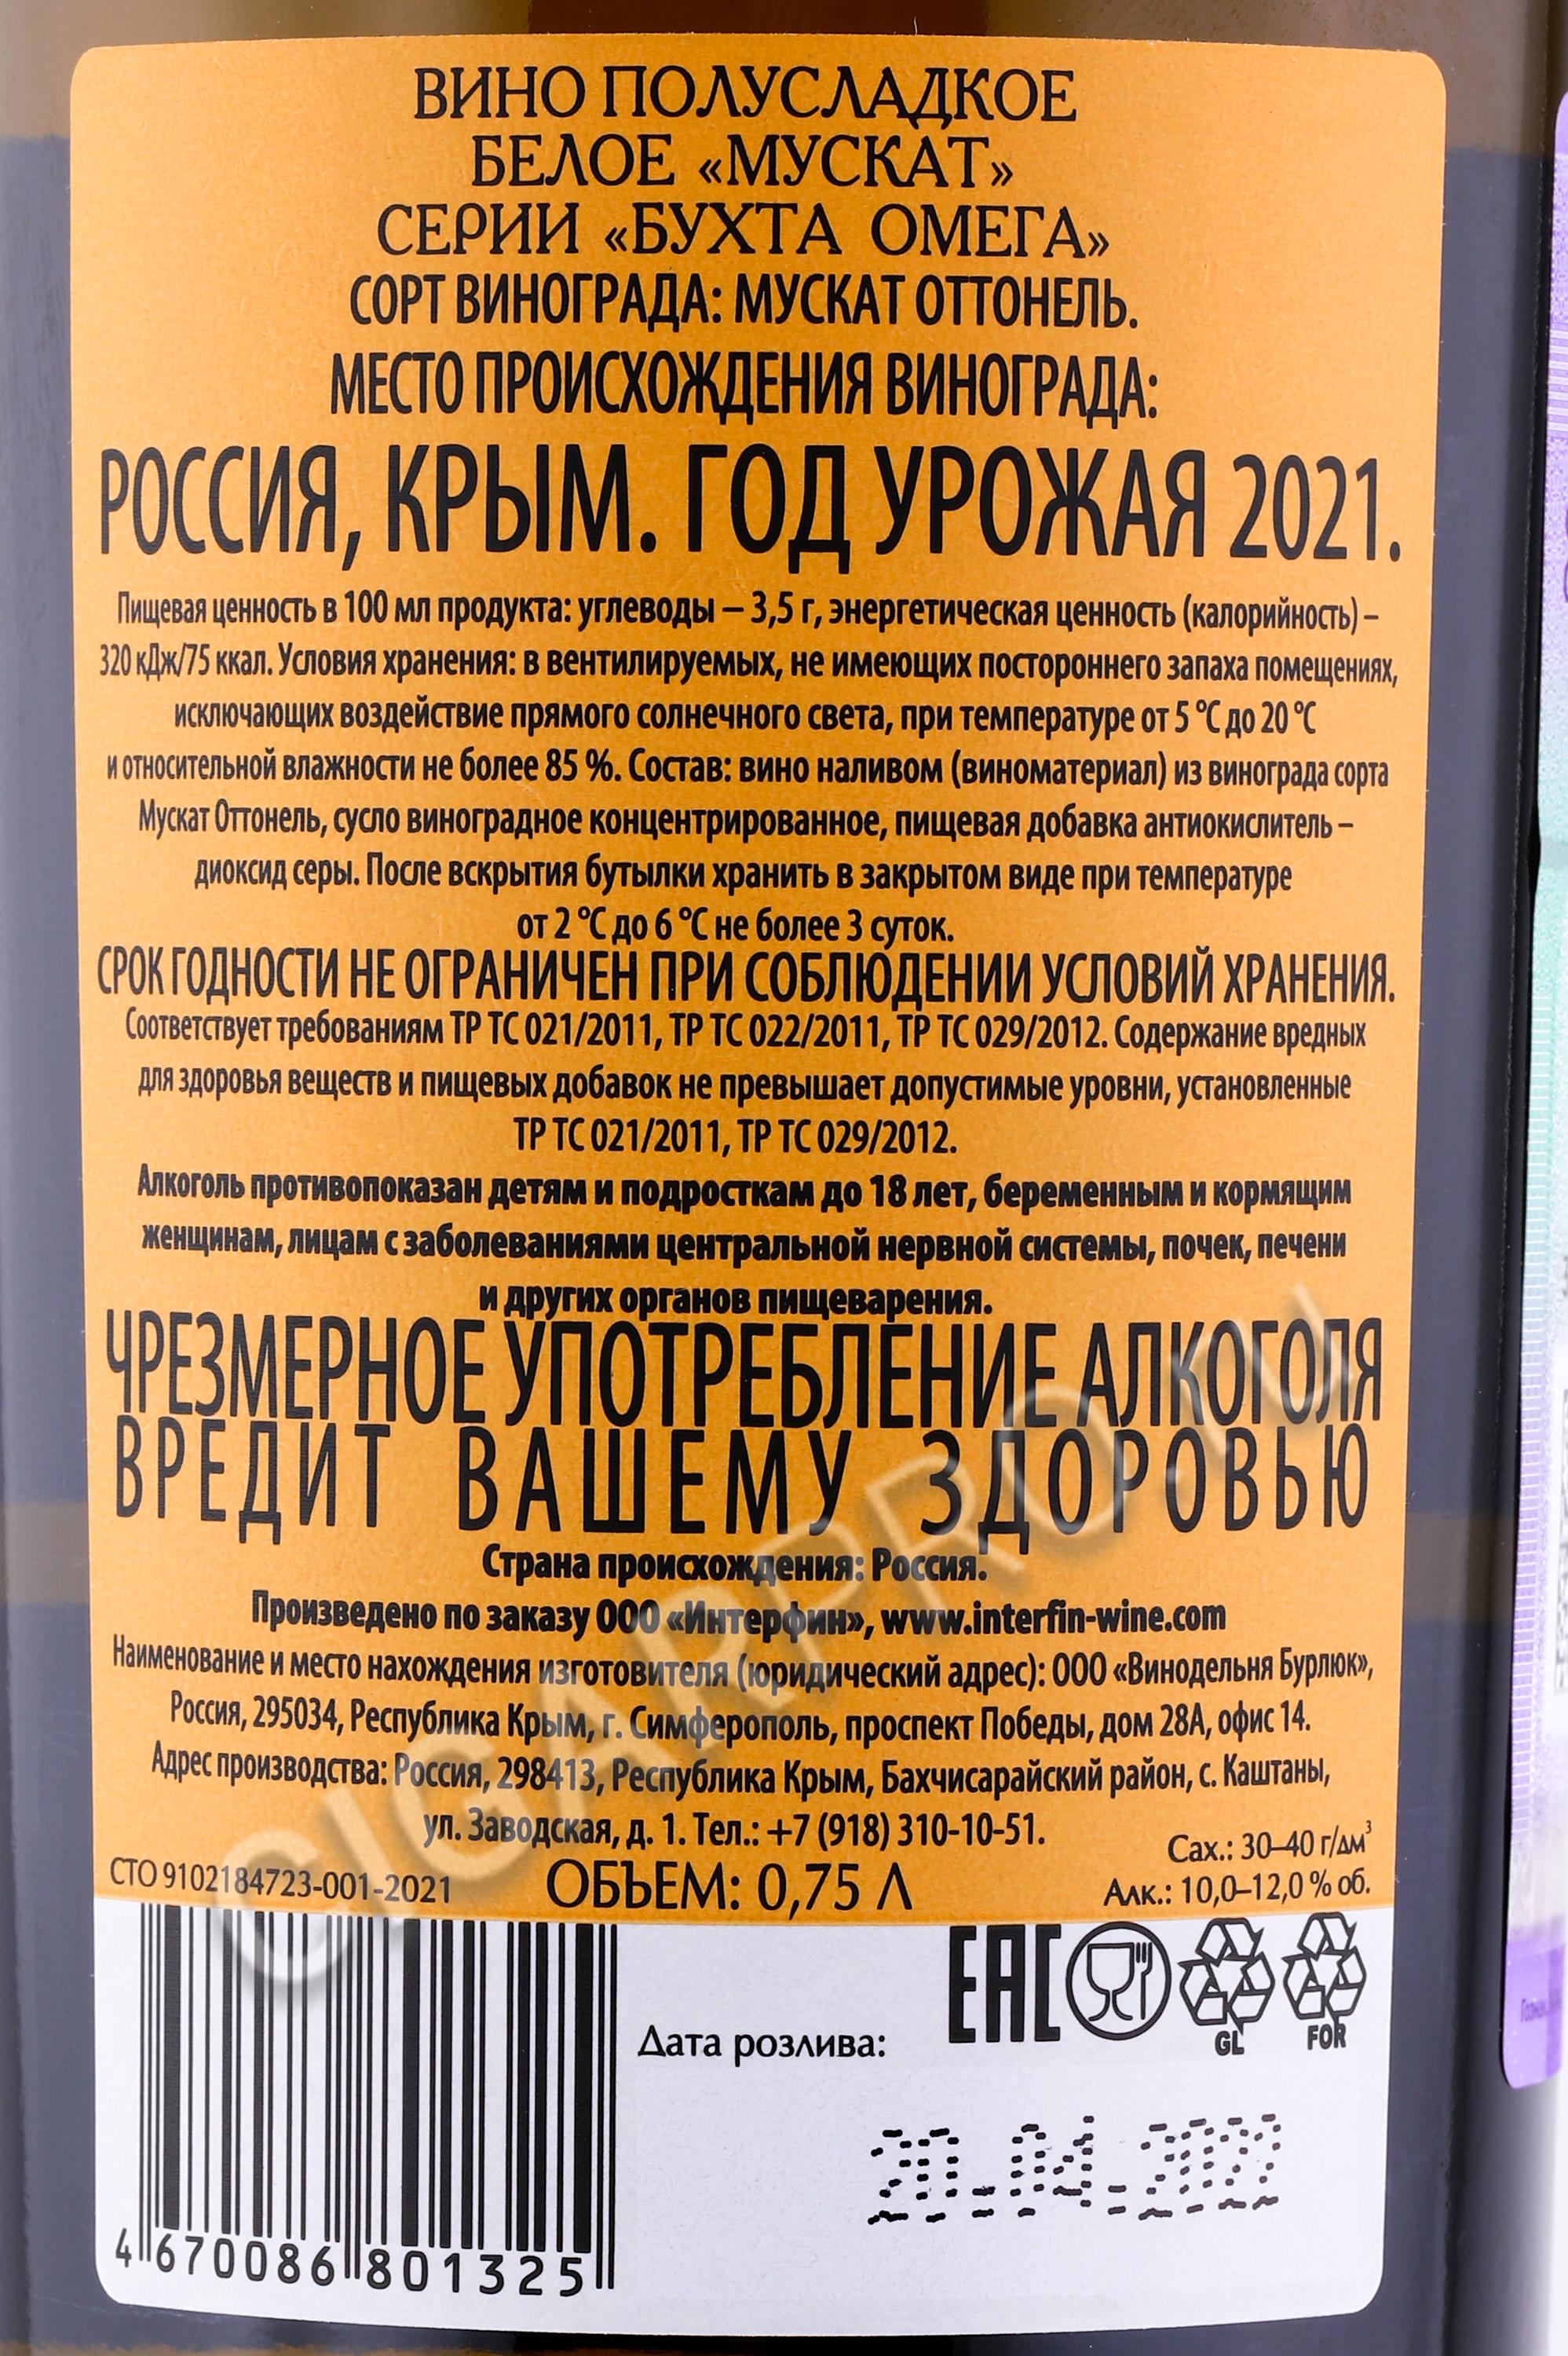 ВИНО ПОЛУСЛАДКОЕ
БЕЛОЕ «МУСКАТ»
СЕРИИ «БУХТА ОМЕГА»
СОРТ ВИНОГРАДА: МУСКАТ ОТТОНЕЛЬ.
МЕСТО ПРОИСХОЖДЕНИЯ ВИНОГРАДА:
РОССИЯ, КРЫМ. ГОД УРОЖАЯ 2021.
Пищевая ценность в 100 мл продукта: углеводы – 3,5 г, энергетическая ценность (калорийность) –
320 кДж/75 ккал. Условия хранения: в вентилируемых, не имеющих постороннего запаха помещениях,
исключающих воздействие прямого солнечного света, при температуре от 5 °С до 20 °С
и относительной влажности не более 85 %. Состав: вино наливом (виноматериал) из винограда сорта
Мускат Оттонель, сусло виноградное концентрированное, пищевая добавка антиокислитель –
диоксид серы. После вскрытия бутылки хранить в закрытом виде при температуре
от 2 °С до 6 °С не более 3 суток.
СРОК ГОДНОСТИ НЕ ОГРАНИЧЕН ПРИ СОБЛЮДЕНИИ УСЛОВИЙ ХРАНЕНИЯ.
Соответствует требованиям ТР ТС 021/2011, ТР ТС 022/2011, ТР ТС 029/2012. Содержание вредных
для здоровья веществ и пищевых добавок не превышает допустимые уровни, установленные
ТР ТС 021/2011, ТР ТС 029/2012.
Алкоголь противопоказан детям и подросткам до 18 лет, беременным и кормящим
женщинам, лицам с заболеваниями центральной нервной системы, почек, печени
и других органов пищеварения.
ЧРЕЗМЕРНОЕ УПОТРЕБЛЕНИЕ АЛКОГОЛЯ
ВРЕДИТ ВАШЕМУ ЗДОРОВЬЮ
Страна происхождения: Россия.
Произведено по заказу ООО «Интерфин», www.interfin-wine.com
Наименование и место нахождения изготовителя (юридический адрес): ООО «Винодельня Бурлюк»,
Россия, 295034, Республика Крым, г. Симферополь, проспект Победы, дом 28А, офис 14.
Адрес производства: Россия, 298413, Республика Крым, Бахчисарайский район, с. Каштаны,
ул. Заводская, д. 1. Тел.: +7 (918) 310-10-51.
Сах.: 30–40 г/дм³
СТО 9102184723-001-2021 ОБЪЕМ: 0,75 Л Алк.: 10,0–12,0 % об.
EAC
GL FOR
Дата розлива:
4 670086 801325
CIGARPRO.RU